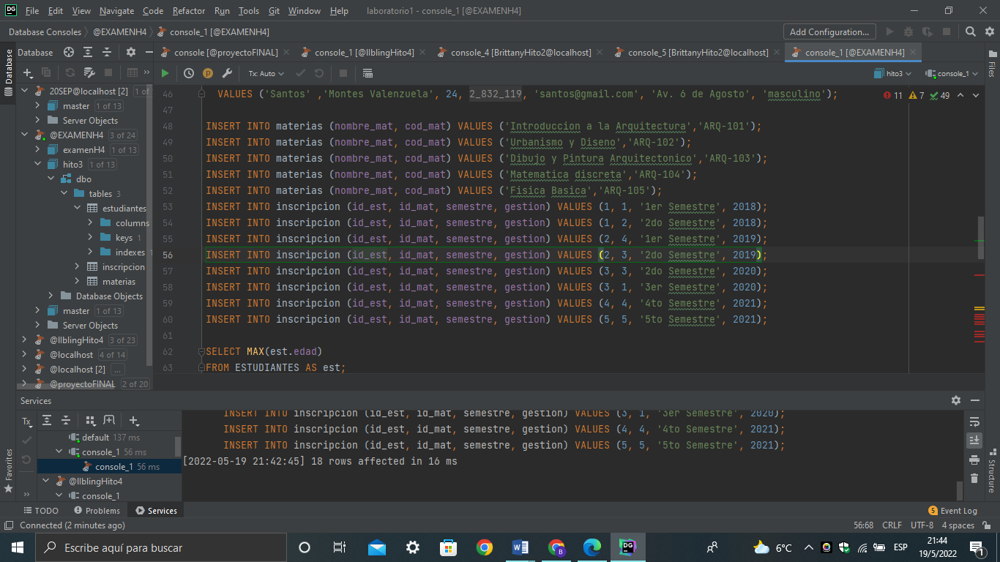 File Edit View Navigate Code Refactor Run Tools Git Window Help laboratorio1 - console_1 [@EXAMENH4]
Database Consoles @EXAMENH4 console_1 [@EXAMENH4] Add Configuration...
Database console [@proyectoFINAL] console_1 [@IlblingHito4] console_4 [BrittanyHito2@localhost] console_5 [BrittanyHito2@localhost] console_1 [@EXAMENH4]
Tx: Auto hito3 console_1
Database
Favorites
20SEP@localhost [2] 1 of
master 1 of 13
Server Objects
@EXAMENH4 3 of 24
examenH4 1 of 13
hito3 1 of 13
dbo
tables 3
estudiantes
columns
keys 1
indexes 1
inscripcion
materias
Database Objects
master 1 of 13
Server Objects
@IlblingHito4 3 of 23
@localhost 4 of 14
@localhost [2] ...
@proyectoFINAL 2 of 20
46 VALUES ('Santos' ,'Montes Valenzuela', 24, 2_832_119, 'santos@gmail.com', 'Av. 6 de Agosto', 'masculino');
11 7 49
47
48 INSERT INTO materias (nombre_mat, cod_mat) VALUES ('Introduccion a la Arquitectura','ARQ-101');
49 INSERT INTO materias (nombre_mat, cod_mat) VALUES ('Urbanismo y Diseno','ARQ-102');
50 INSERT INTO materias (nombre_mat, cod_mat) VALUES ('Dibujo y Pintura Arquitectonico','ARQ-103');
51 INSERT INTO materias (nombre_mat, cod_mat) VALUES ('Matematica discreta','ARQ-104');
52 INSERT INTO materias (nombre_mat, cod_mat) VALUES ('Fisica Basica','ARQ-105');
53 INSERT INTO inscripcion (id_est, id_mat, semestre, gestion) VALUES (1, 1, '1er Semestre', 2018);
54 INSERT INTO inscripcion (id_est, id_mat, semestre, gestion) VALUES (1, 2, '2do Semestre', 2018);
55 INSERT INTO inscripcion (id_est, id_mat, semestre, gestion) VALUES (2, 4, '1er Semestre', 2019);
56 INSERT INTO inscripcion (id_est, id_mat, semestre, gestion) VALUES (2, 3, '2do Semestre', 2019);
57 INSERT INTO inscripcion (id_est, id_mat, semestre, gestion) VALUES (3, 3, '2do Semestre', 2020);
58 INSERT INTO inscripcion (id_est, id_mat, semestre, gestion) VALUES (3, 1, '3er Semestre', 2020);
59 INSERT INTO inscripcion (id_est, id_mat, semestre, gestion) VALUES (4, 4, '4to Semestre', 2021);
60 INSERT INTO inscripcion (id_est, id_mat, semestre, gestion) VALUES (5, 5, '5to Semestre', 2021);
61
62 SELECT MAX(est.edad)
63 FROM ESTUDIANTES AS est;
Files
Structure
Services
Tx
default 137 ms
console_1 56 ms
console_1 56 ms
@IlblingHito4
console_1
INSERT INTO inscripcion (id_est, id_mat, semestre, gestion) VALUES (3, 1, '3er Semestre', 2020);
INSERT INTO inscripcion (id_est, id_mat, semestre, gestion) VALUES (4, 4, '4to Semestre', 2021);
INSERT INTO inscripcion (id_est, id_mat, semestre, gestion) VALUES (5, 5, '5to Semestre', 2021);
[2022-05-19 21:42:45] 18 rows affected in 16 ms
TODO Problems Services 5 Event Log
Connected (2 minutes ago) 56:68 CRLF UTF-8 4 spaces
Escribe aquí para buscar 6°C ESP 21:44
19/5/2022 1